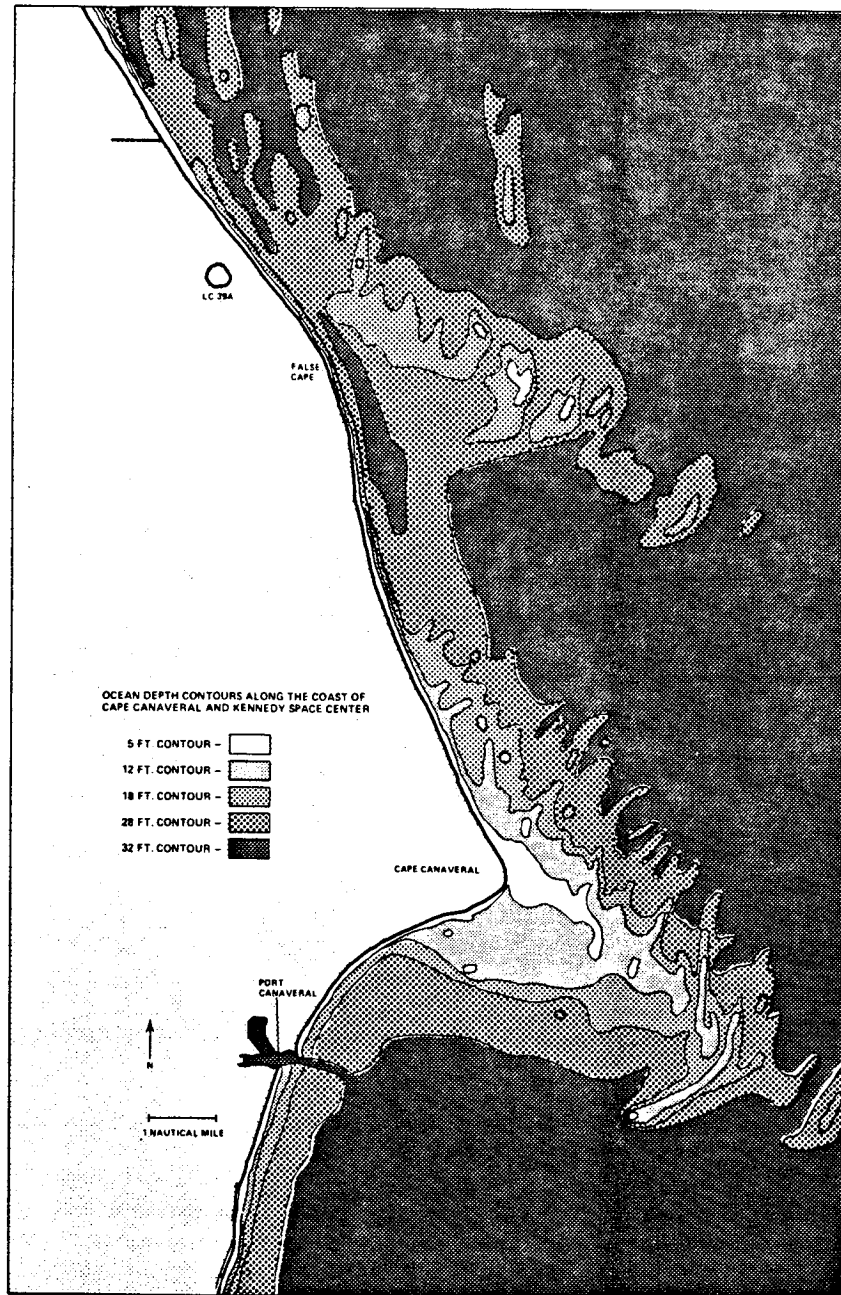 LC 39A
FALSE
CAPE
OCEAN DEPTH CONTOURS ALONG THE COAST OF
CAPE CANAVERAL AND KENNEDY SPACE CENTER
5 FT. CONTOUR –
12 FT. CONTOUR –
18 FT. CONTOUR –
28 FT. CONTOUR –
32 FT. CONTOUR –
CAPE CANAVERAL
PORT
CANAVERAL
N
1 NAUTICAL MILE